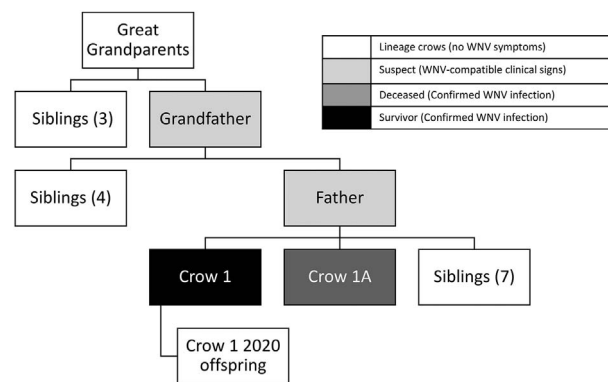 Great
Grandparents
Lineage crows (no WNV symptoms)
Suspect (WNV-compatible clinical signs)
Deceased (Confirmed WNV infection)
Survivor (Confirmed WNV infection)
Siblings (3)
Grandfather
Siblings (4)
Father
Crow 1
Crow 1A
Siblings (7)
Crow 1 2020
offspring